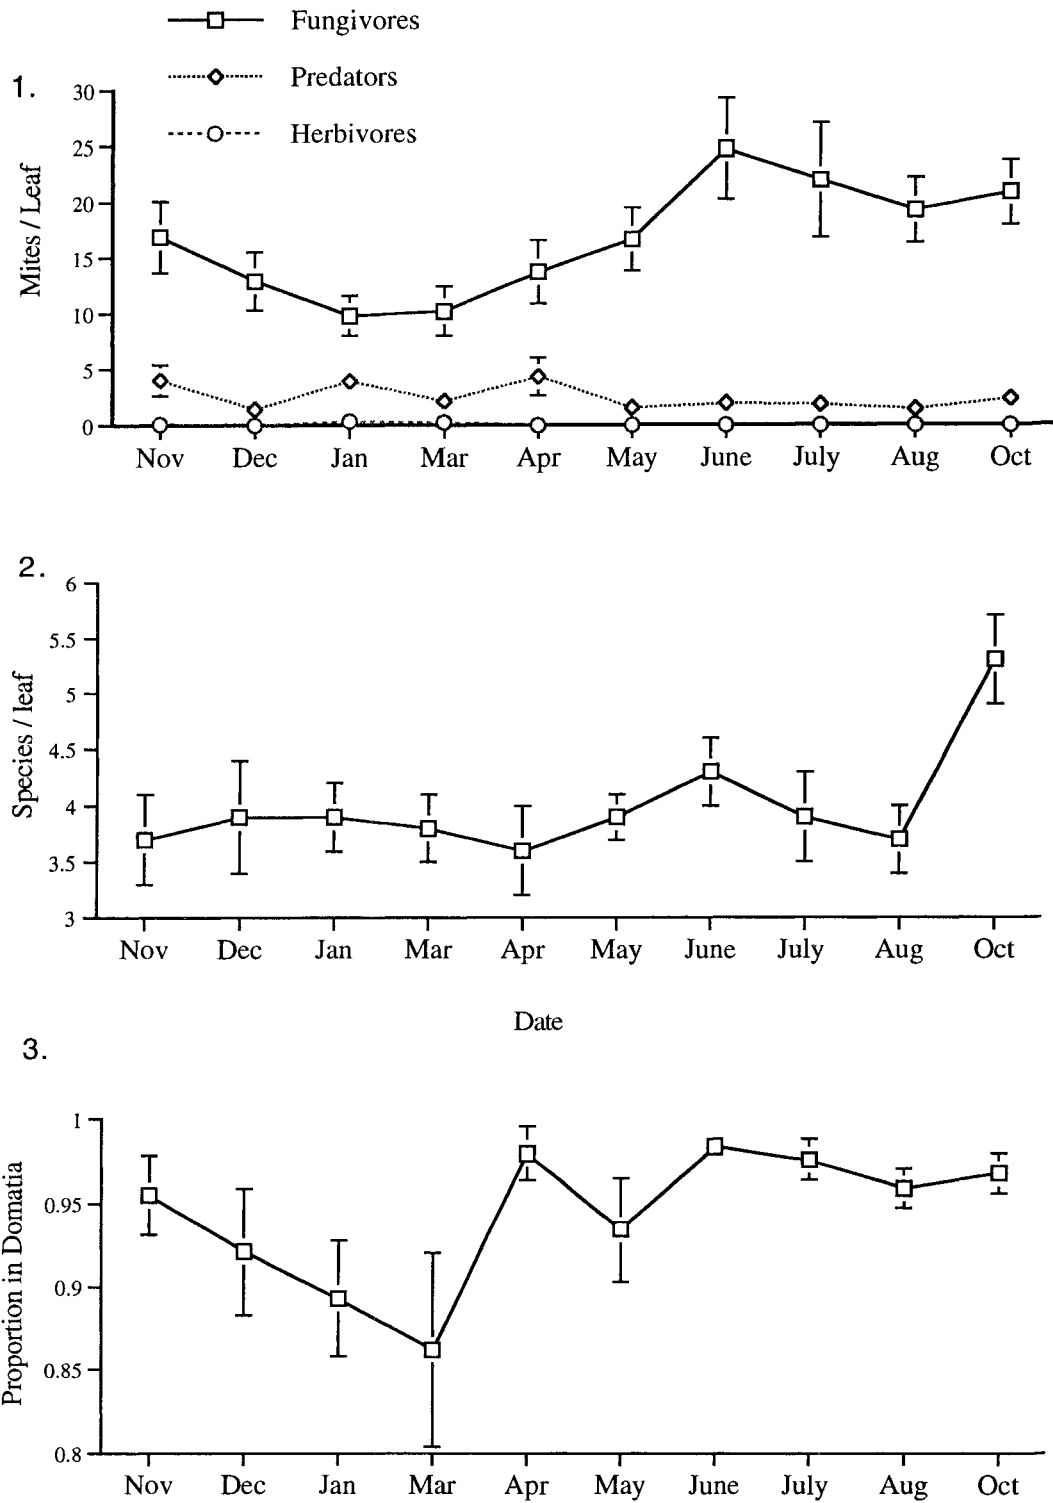 Fungivores
Predators
Herbivores
1.
Mites / Leaf
30
25
20
15
10
5
0
Nov Dec Jan Mar Apr May June July Aug Oct
2.
Species / leaf
6
5.5
5
4.5
4
3.5
3
Nov Dec Jan Mar Apr May June July Aug Oct
Date
3.
Proportion in Domatia
1
0.95
0.9
0.85
0.8
Nov Dec Jan Mar Apr May June July Aug Oct